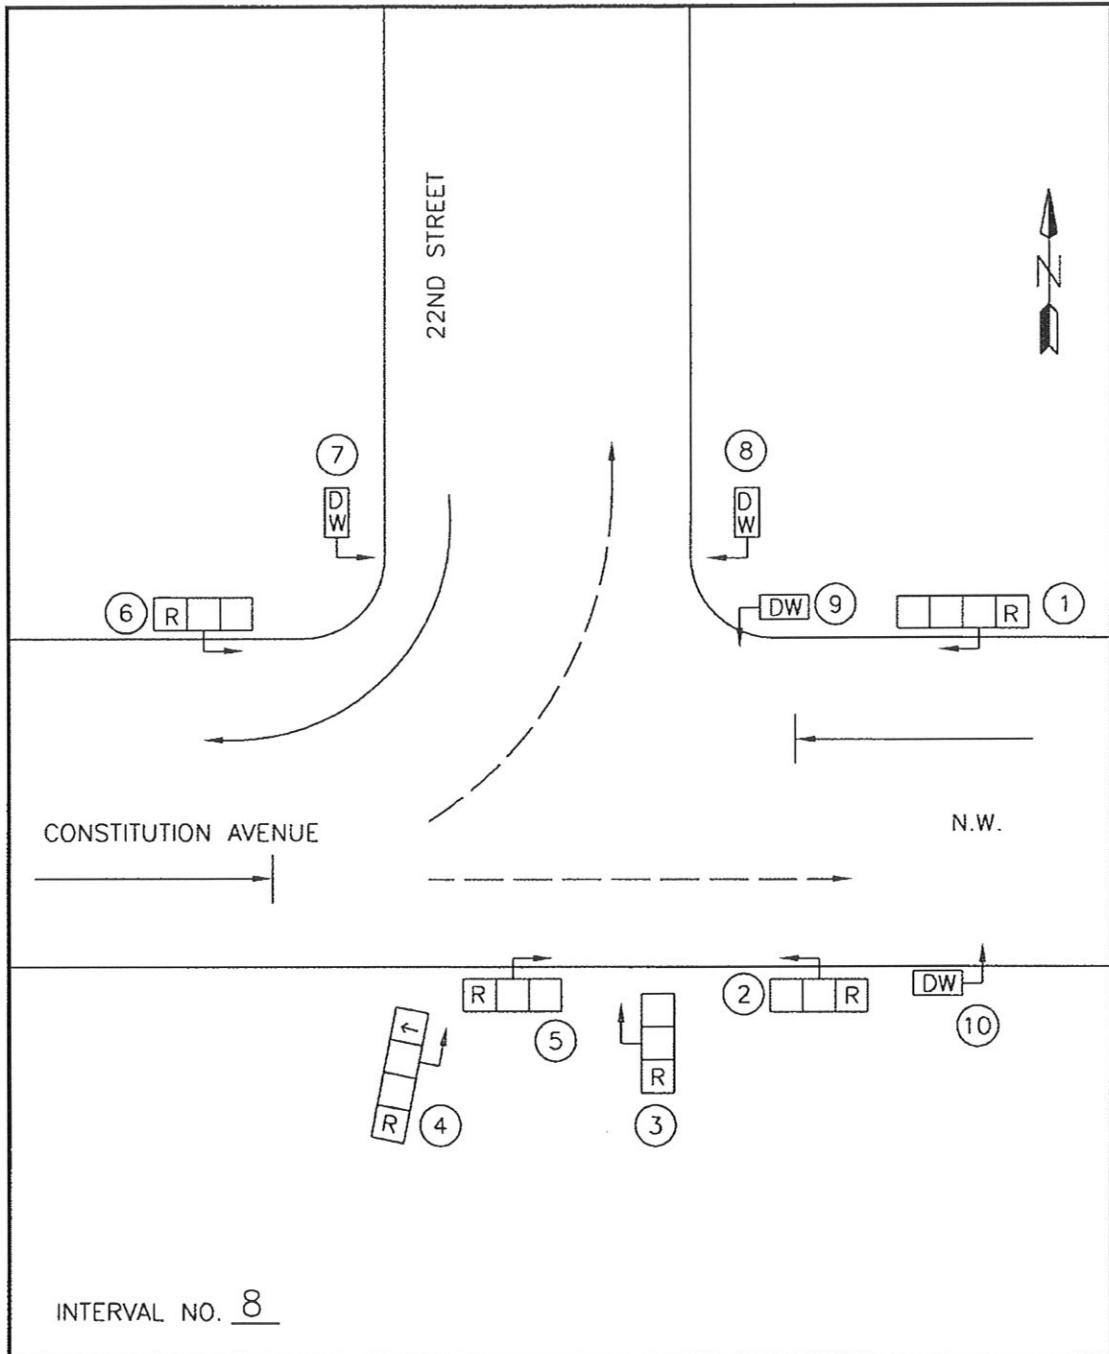 22ND STREET
N
7
8
D
W
D
W
6
R
DW
9
R
1
CONSTITUTION AVENUE
N.W.
R
5
2
R
DW
10
←
R
4
R
3
INTERVAL NO. 8